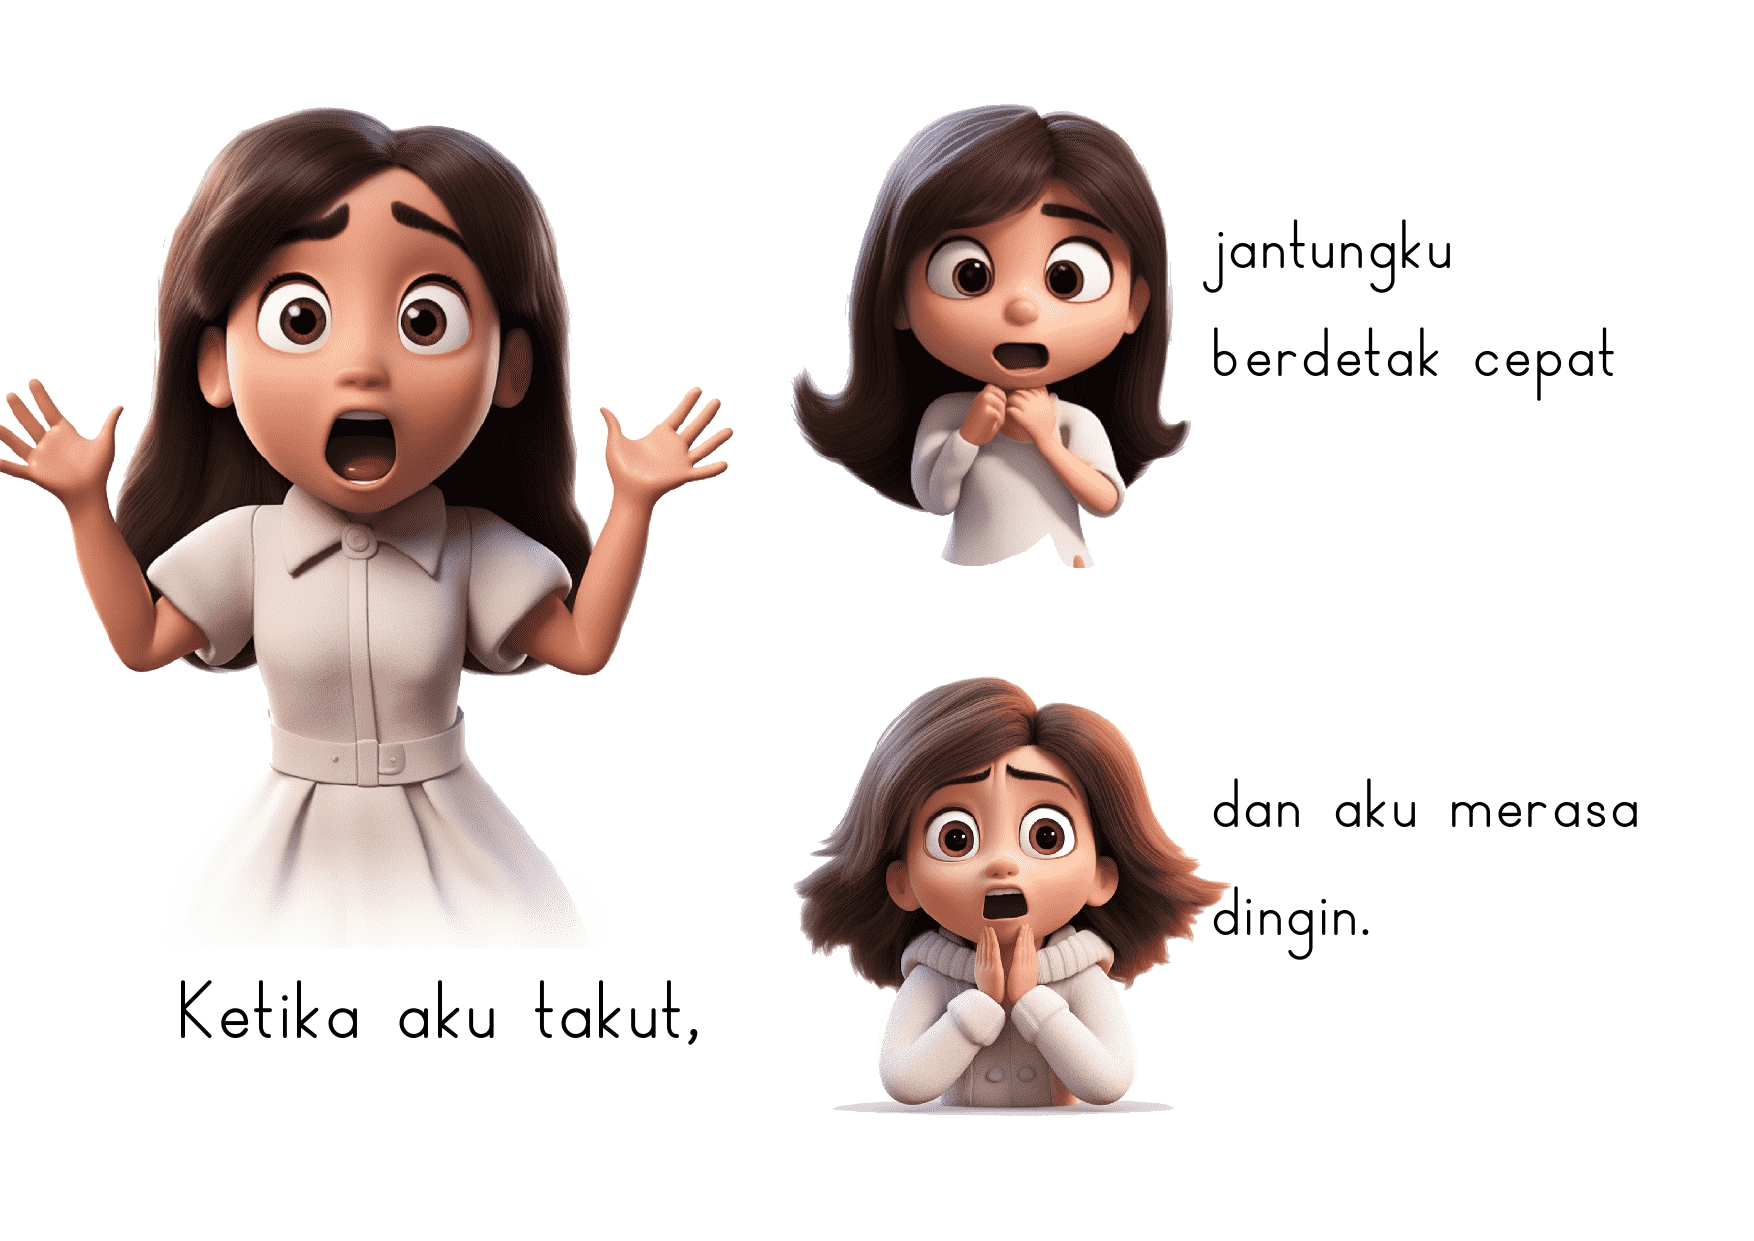 Ketika aku takut,
jantungku
berdetak cepat
dan aku merasa
dingin.